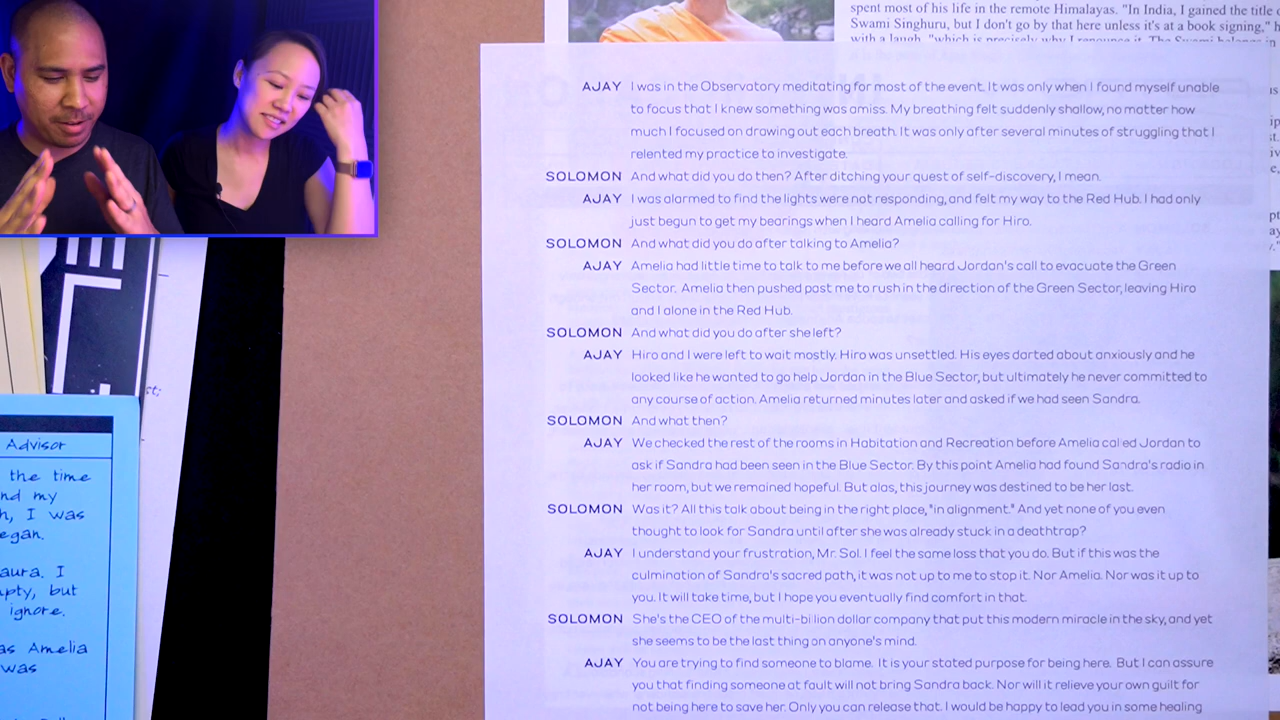 spent most of his life in the remote Himalayas. "In India, I gained the title
Swami Singhuru, but I don't go by that here unless it's at a book signing,"
with a laugh, "which is precisely why I renounce it. The Swami belongs in
AJAY I was in the Observatory meditating for most of the event. It was only when I found myself unable
to focus that I knew something was amiss. My breathing felt suddenly shallow, no matter how
much I focused on drawing out each breath. It was only after several minutes of struggling that I
relented my practice to investigate.
SOLOMON And what did you do then? After ditching your quest of self-discovery, I mean.
AJAY I was alarmed to find the lights were not responding, and felt my way to the Red Hub. I had only
just begun to get my bearings when I heard Amelia calling for Hiro.
SOLOMON And what did you do after talking to Amelia?
AJAY Amelia had little time to talk to me before we all heard Jordan's call to evacuate the Green
Sector. Amelia then pushed past me to rush in the direction of the Green Sector, leaving Hiro
and I alone in the Red Hub.
SOLOMON And what did you do after she left?
AJAY Hiro and I were left to wait mostly. Hiro was unsettled. His eyes darted about anxiously and he
looked like he wanted to go help Jordan in the Blue Sector, but ultimately he never committed to
any course of action. Amelia returned minutes later and asked if we had seen Sandra.
SOLOMON And what then?
AJAY We checked the rest of the rooms in Habitation and Recreation before Amelia called Jordan to
ask if Sandra had been seen in the Blue Sector. By this point Amelia had found Sandra's radio in
her room, but we remained hopeful. But alas, this journey was destined to be her last.
SOLOMON Was it? All this talk about being in the right place, "in alignment." And yet none of you even
thought to look for Sandra until after she was already stuck in a deathtrap?
AJAY I understand your frustration, Mr. Sol. I feel the same loss that you do. But if this was the
culmination of Sandra's sacred path, it was not up to me to stop it. Nor Amelia. Nor was it up to
you. It will take time, but I hope you eventually find comfort in that.
SOLOMON She's the CEO of the multi-billion dollar company that put this modern miracle in the sky, and yet
she seems to be the last thing on anyone's mind.
AJAY You are trying to find someone to blame. It is your stated purpose for being here. But I can assure
you that finding someone at fault will not bring Sandra back. Nor will it relieve your own guilt for
not being here to save her. Only you can release that. I would be happy to lead you in some healing
Advisor
the time
my
I was
aura. I
but
ignore.
Amelia
was